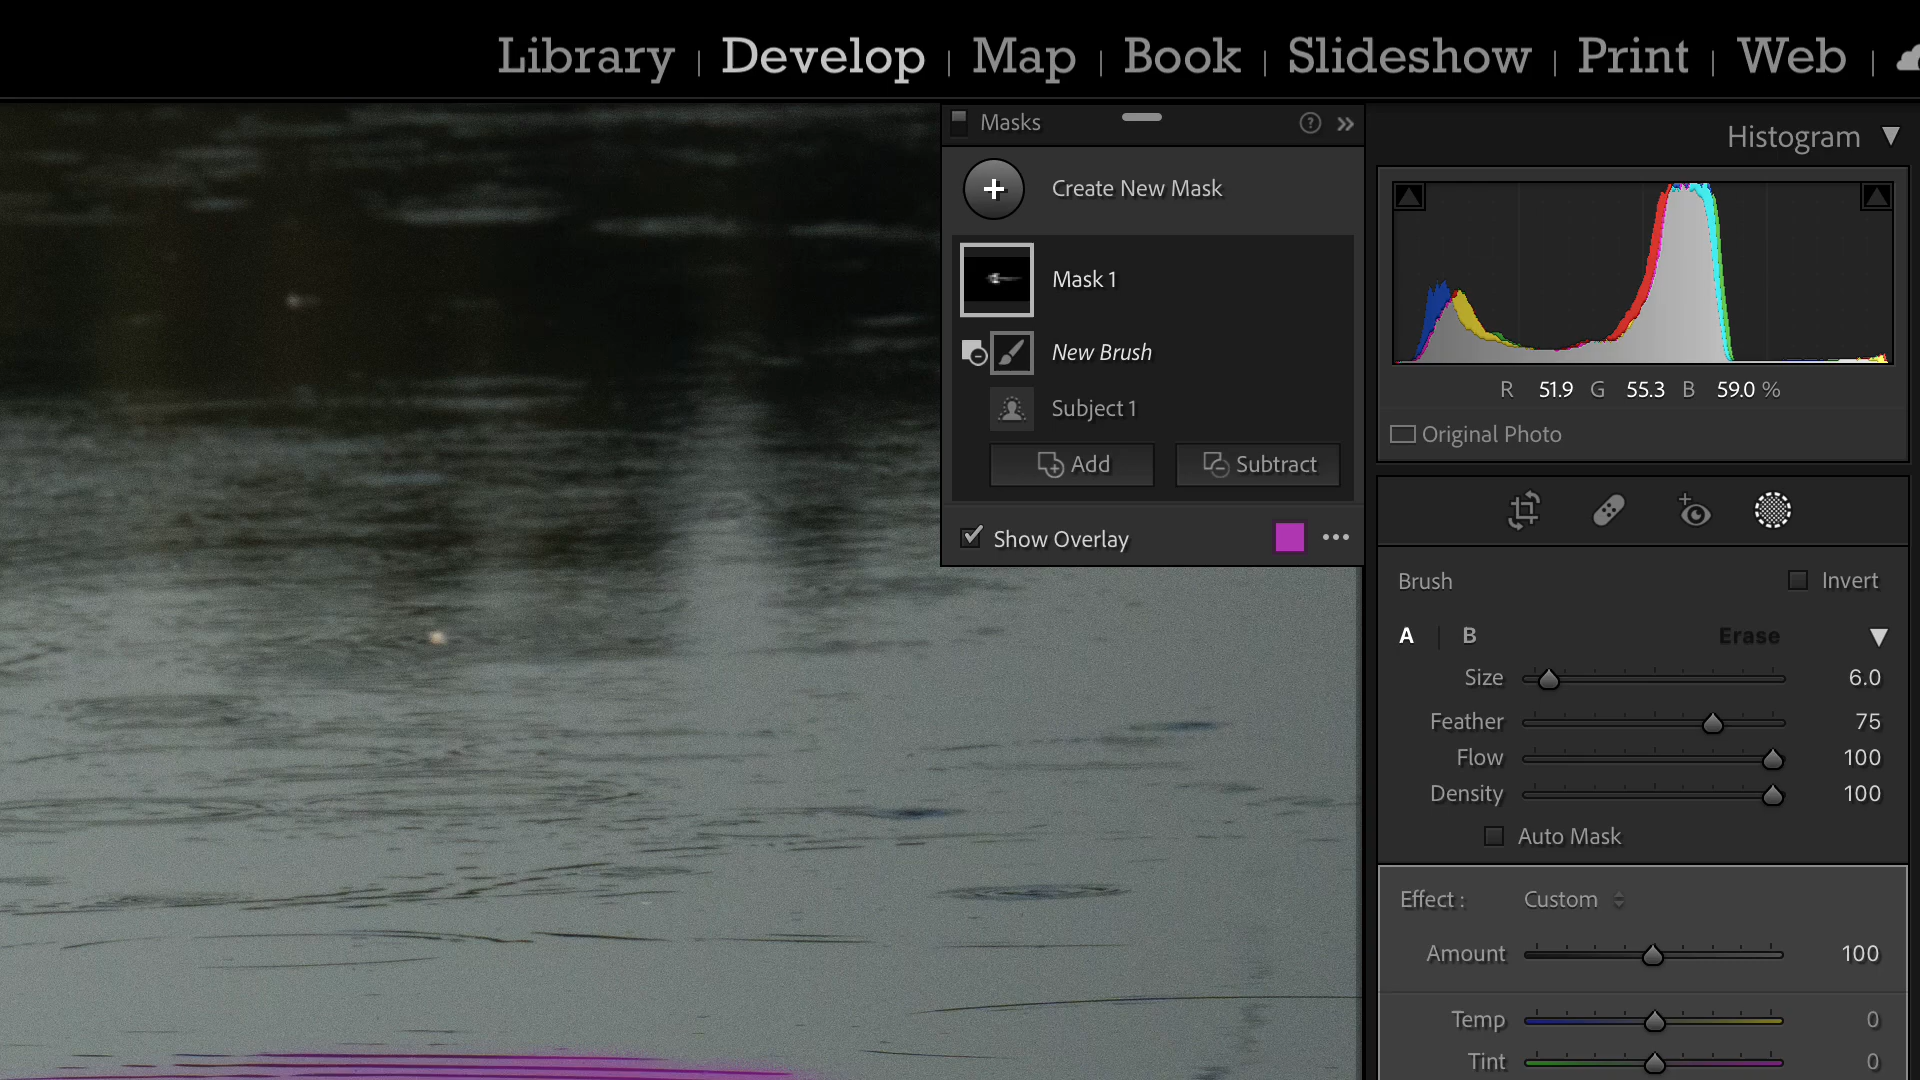 Library | Develop | Map | Book | Slideshow | Print | Web |
Masks
Create New Mask
Mask 1
New Brush
Subject 1
Add Subtract
Show Overlay
Histogram
R 51.9 G 55.3 B 59.0 %
Original Photo
Brush Invert
A B Erase
Size 6.0
Feather 75
Flow 100
Density 100
Auto Mask
Effect : Custom
Amount 100
Temp 0
Tint 0